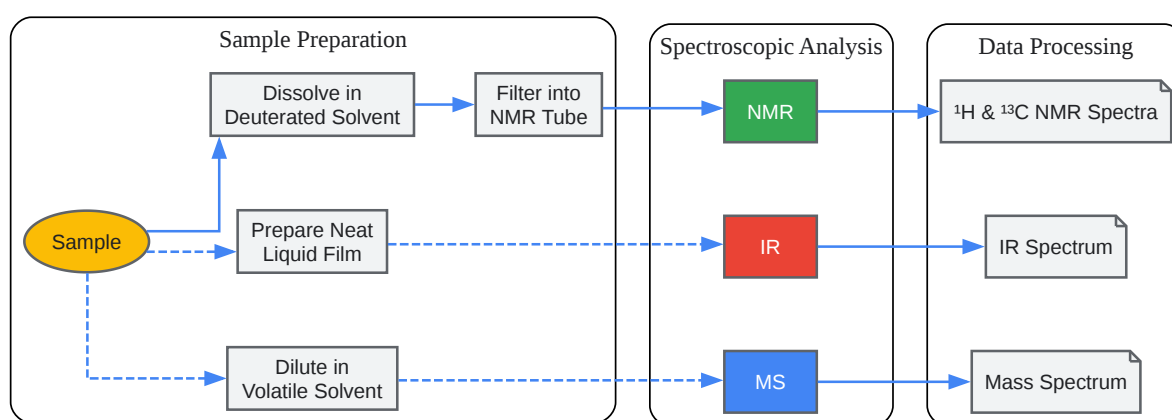 Sample Preparation
Spectroscopic Analysis
Data Processing
Dissolve in
Deuterated Solvent
Filter into
NMR Tube
NMR
¹H & ¹³C NMR Spectra
Sample
Prepare Neat
Liquid Film
IR
IR Spectrum
Dilute in
Volatile Solvent
MS
Mass Spectrum